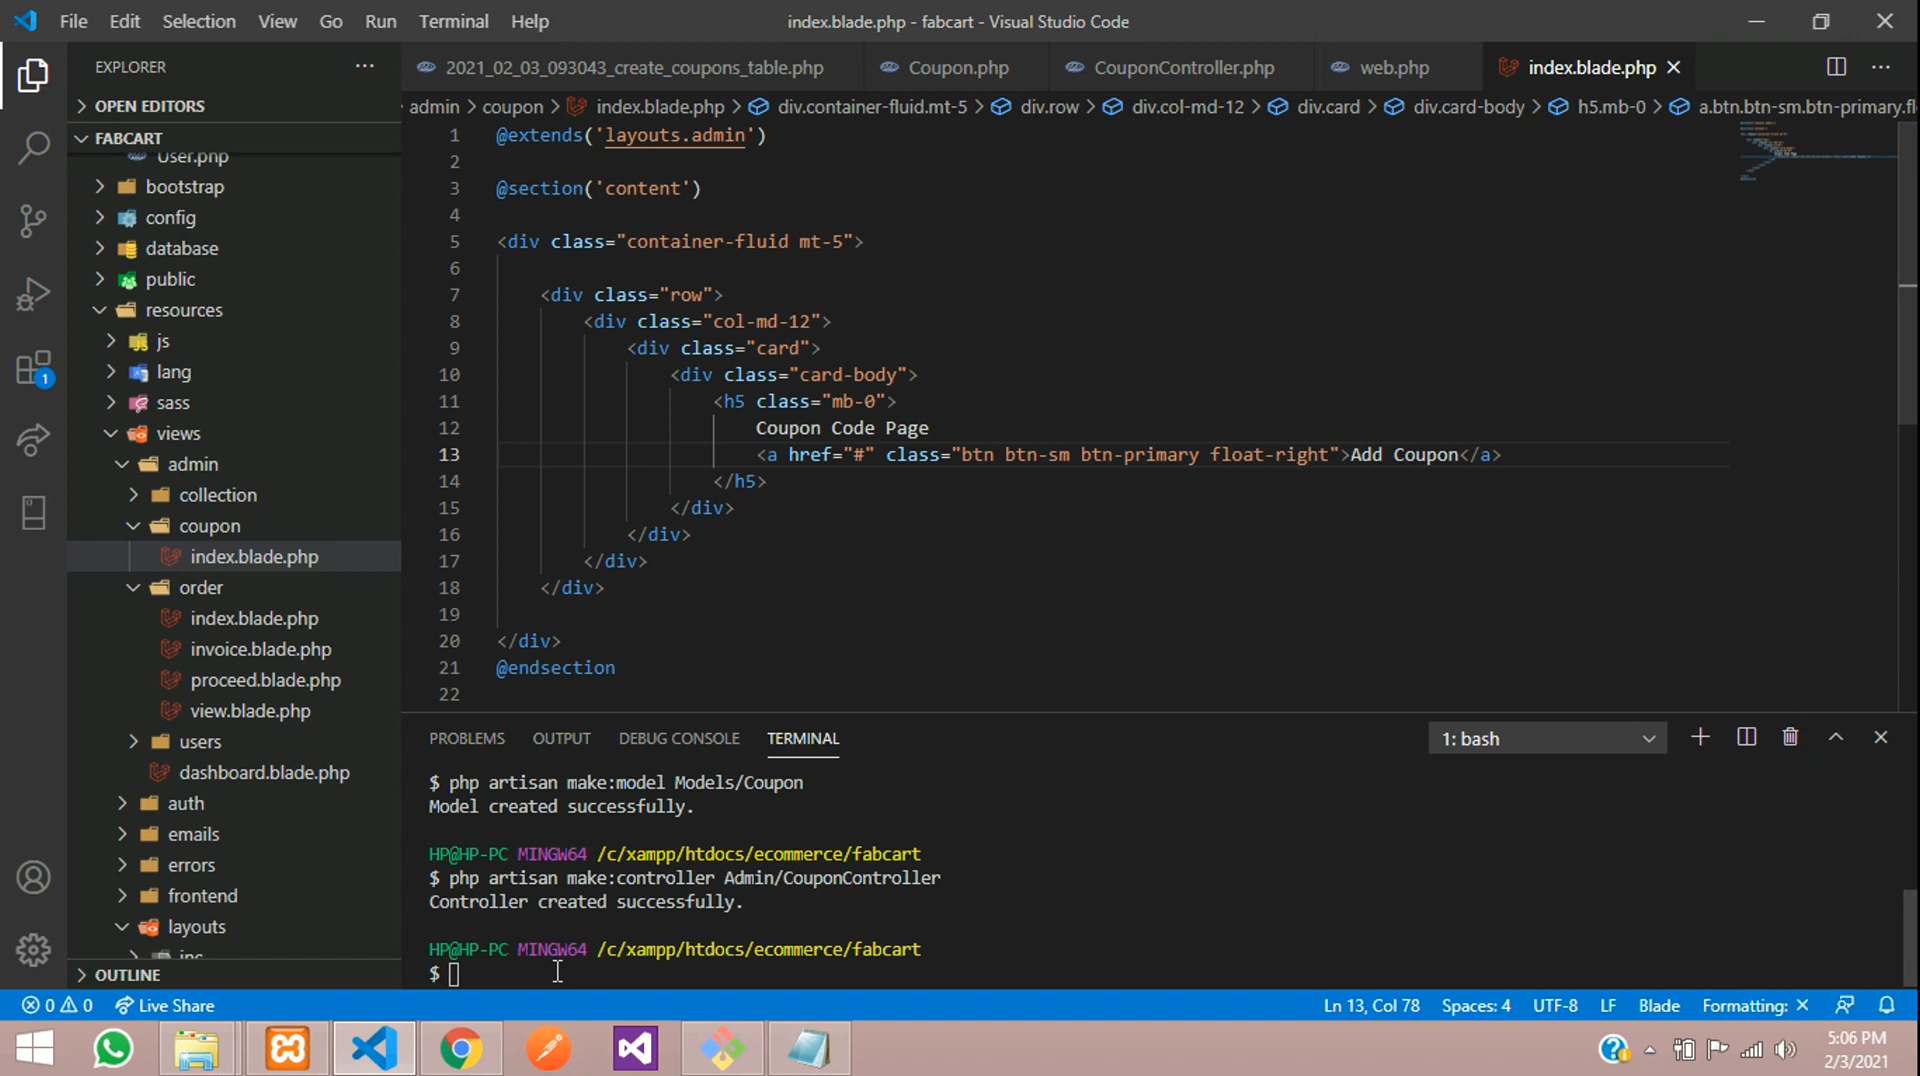 File Edit Selection View Go Run Terminal Help
index.blade.php - fabcart - Visual Studio Code
EXPLORER
OPEN EDITORS
FABCART
User.php
bootstrap
config
database
public
resources
js
lang
sass
views
admin
collection
coupon
index.blade.php
order
index.blade.php
invoice.blade.php
proceed.blade.php
view.blade.php
users
dashboard.blade.php
auth
emails
errors
frontend
layouts
inc
OUTLINE
1
2021_02_03_093043_create_coupons_table.php Coupon.php CouponController.php web.php index.blade.php
admin > coupon > index.blade.php > div.container-fluid.mt-5 > div.row > div.col-md-12 > div.card > div.card-body > h5.mb-0 > a.btn.btn-sm.btn-primary.fl
1 @extends('layouts.admin')
2
3 @section('content')
4
5 <div class="container-fluid mt-5">
6
7 <div class="row">
8 <div class="col-md-12">
9 <div class="card">
10 <div class="card-body">
11 <h5 class="mb-0">
12 Coupon Code Page
13 <a href="#" class="btn btn-sm btn-primary float-right">Add Coupon</a>
14 </h5>
15 </div>
16 </div>
17 </div>
18 </div>
19
20 </div>
21 @endsection
22
PROBLEMS OUTPUT DEBUG CONSOLE TERMINAL
1: bash
$ php artisan make:model Models/Coupon
Model created successfully.
HP@HP-PC MINGW64 /c/xampp/htdocs/ecommerce/fabcart
$ php artisan make:controller Admin/CouponController
Controller created successfully.
HP@HP-PC MINGW64 /c/xampp/htdocs/ecommerce/fabcart
$
0 0 Live Share
Ln 13, Col 78 Spaces: 4 UTF-8 LF Blade Formatting: ×
5:06 PM
2/3/2021